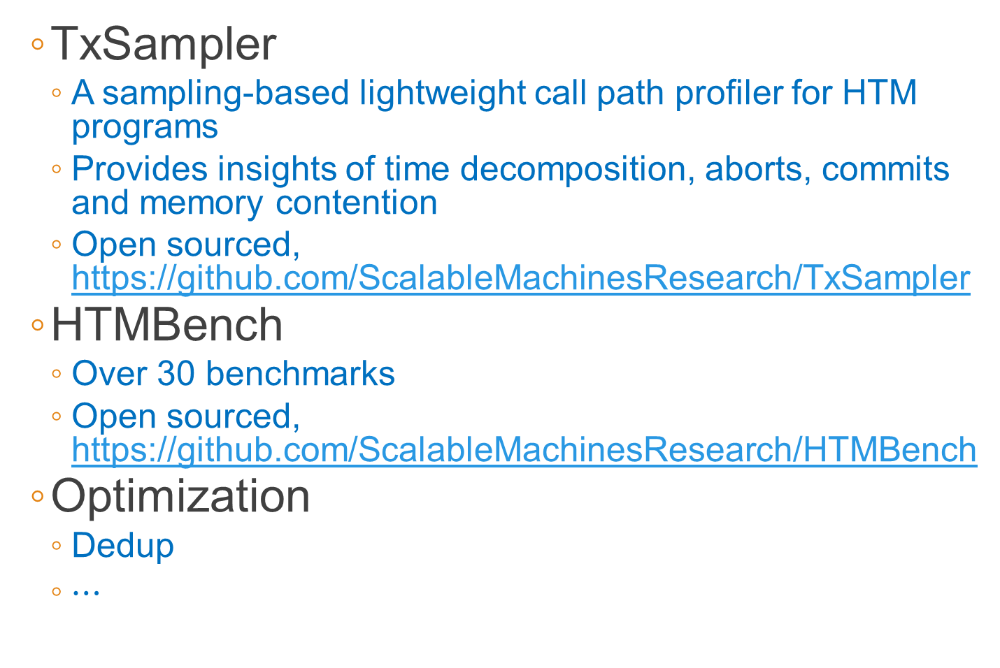 ◦ TxSampler
◦ A sampling-based lightweight call path profiler for HTM
programs
◦ Provides insights of time decomposition, aborts, commits
and memory contention
◦ Open sourced,
https://github.com/ScalableMachinesResearch/TxSampler
◦ HTMBench
◦ Over 30 benchmarks
◦ Open sourced,
https://github.com/ScalableMachinesResearch/HTMBench
◦ Optimization
◦ Dedup
◦ …